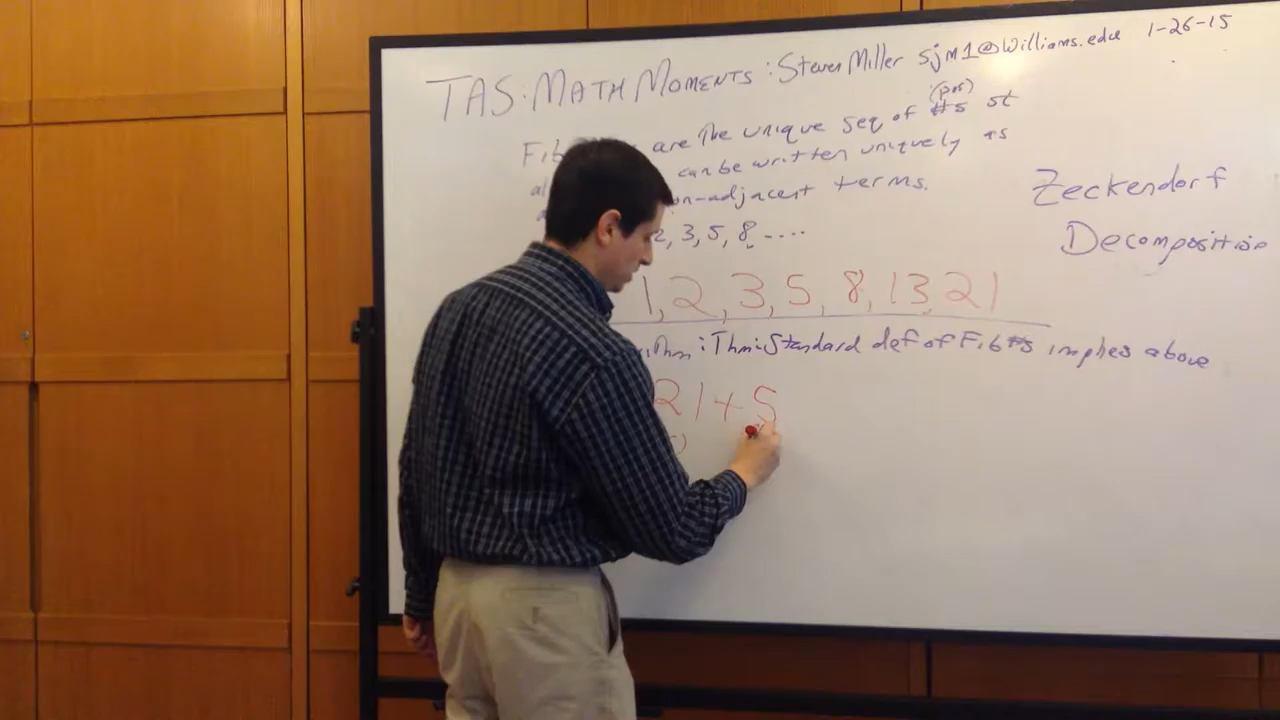 TAS: MATH MOMENTS: Steven Miller sjm1@Williams.edu 1-26-15
(pos)
are the unique seq of #s st
can be written uniquely as
non-adjacent terms.
2, 3, 5, 8, ....
Zeckendorf
Decomposition
1, 2, 3, 5, 8, 13 21
Thm: Standard def of Fib #s implies above
21 + 5